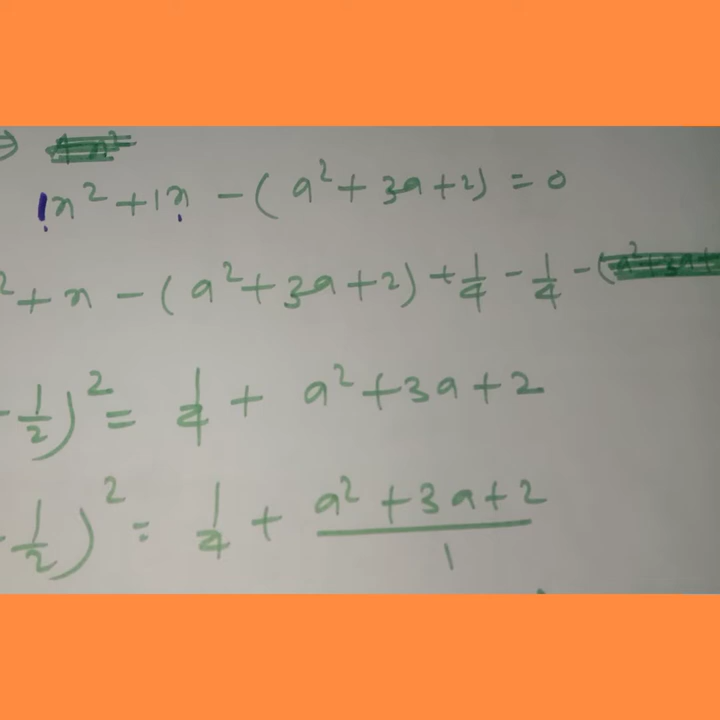 ⇒
1x² + 1x - (a² + 3a + 2) = 0
² + x - (a² + 3a + 2) + 1/4 - 1/4 - (
1/2)² = 1/4 + a² + 3a + 2
1/2)² = 1/4 + (a² + 3a + 2)/1